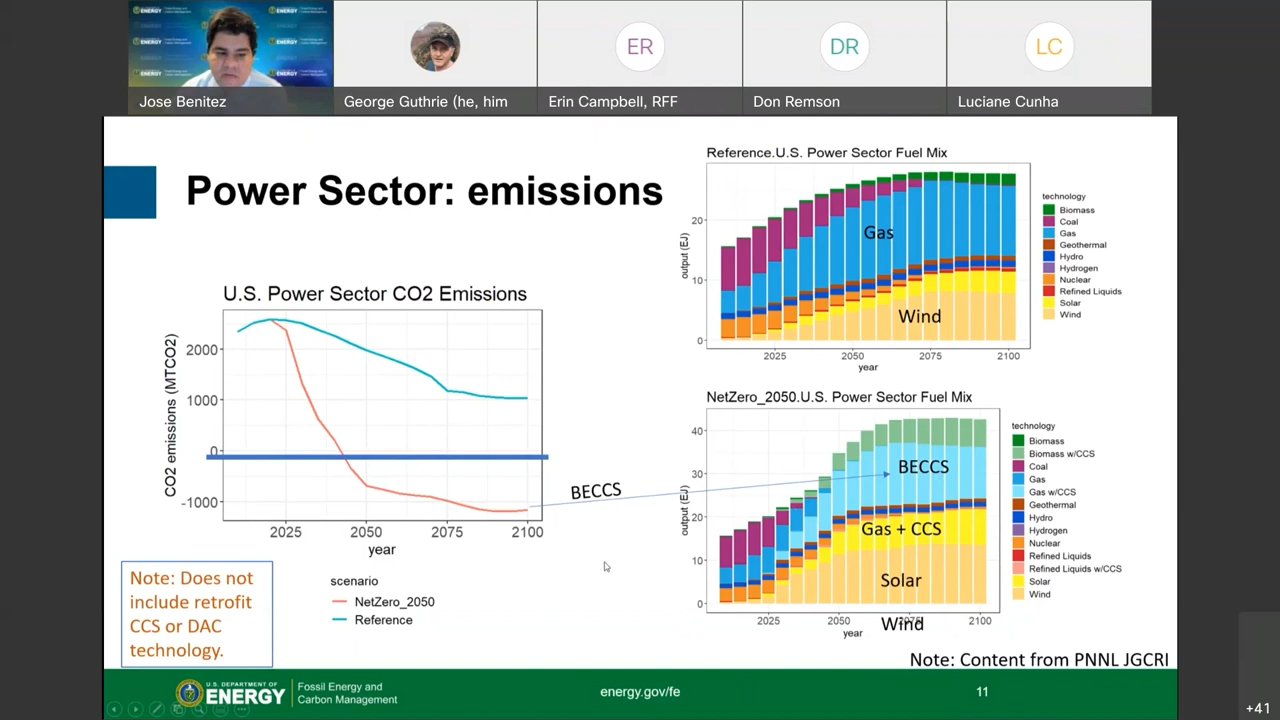 ENERGY
ENERGY
ENERGY
ENERGY
Jose Benitez
George Guthrie (he, him
ER
Erin Campbell, RFF
DR
Don Remson
LC
Luciane Cunha
Power Sector: emissions
U.S. Power Sector CO2 Emissions
CO2 emissions (MTCO2)
2000
1000
0
-1000
2025
2050
2075
2100
year
scenario
NetZero_2050
Reference
BECCS
Note: Does not
include retrofit
CCS or DAC
technology.
Reference.U.S. Power Sector Fuel Mix
output (EJ)
20
10
0
Gas
Wind
2025
2050
2075
2100
year
technology
Biomass
Coal
Gas
Geothermal
Hydro
Hydrogen
Nuclear
Refined Liquids
Solar
Wind
NetZero_2050.U.S. Power Sector Fuel Mix
output (EJ)
40
30
20
10
0
BECCS
Gas + CCS
Solar
Wind
2025
2050
2075
2100
year
technology
Biomass
Biomass w/CCS
Coal
Gas
Gas w/CCS
Geothermal
Hydro
Hydrogen
Nuclear
Refined Liquids
Refined Liquids w/CCS
Solar
Wind
Note: Content from PNNL JGCRI
U.S. DEPARTMENT OF
ENERGY
Fossil Energy and
Carbon Management
energy.gov/fe
11
+41